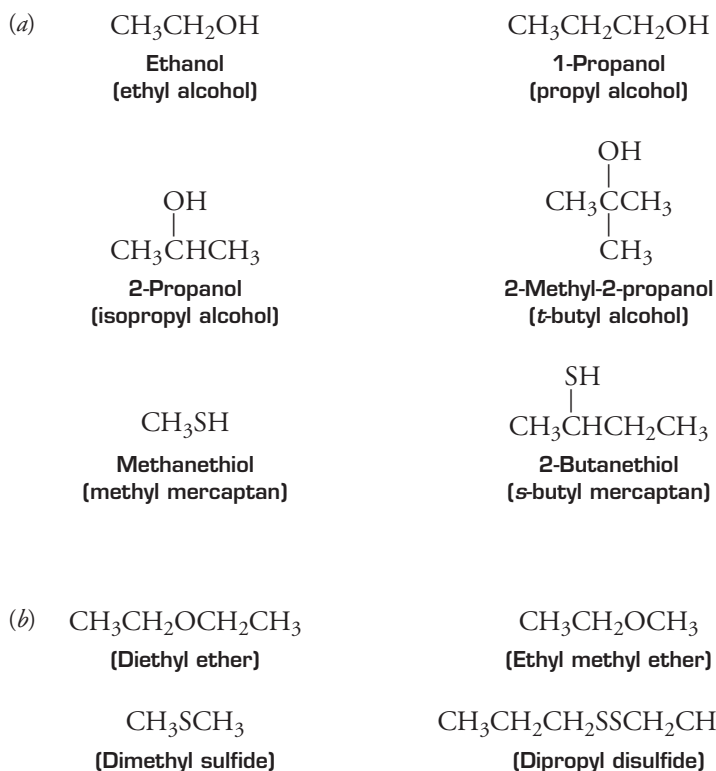 (a) CH₃CH₂OH CH₃CH₂CH₂OH
Ethanol 1-Propanol
(ethyl alcohol) (propyl alcohol)
OH
OH CH₃CCH₃
CH₃CHCH₃ CH₃
2-Propanol 2-Methyl-2-propanol
(isopropyl alcohol) (t-butyl alcohol)
SH
CH₃SH CH₃CHCH₂CH₃
Methanethiol 2-Butanethiol
(methyl mercaptan) (s-butyl mercaptan)
(b) CH₃CH₂OCH₂CH₃ CH₃CH₂OCH₃
(Diethyl ether) (Ethyl methyl ether)
CH₃SCH₃ CH₃CH₂CH₂SSCH₂CH
(Dimethyl sulfide) (Dipropyl disulfide)